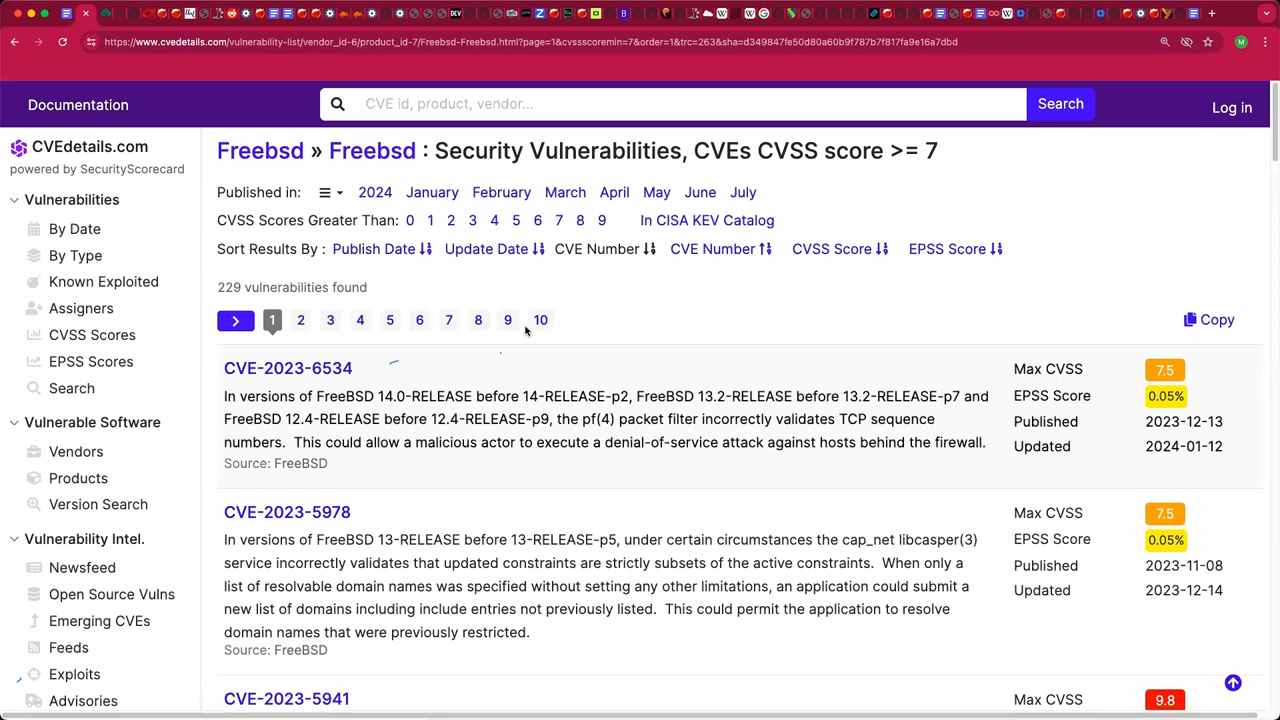 https://www.cvedetails.com/vulnerability-list/vendor_id-6/product_id-7/Freebsd-Freebsd.html?page=1&cvssscoremin=7&order=1&trc=263&sha=d349847fe50d80a60b9f787b7f817fa9e16a7dbd
M
Documentation
CVE id, product, vendor...
Search
Log in
CVEdetails.com
powered by SecurityScorecard
Vulnerabilities
By Date
By Type
Known Exploited
Assigners
CVSS Scores
EPSS Scores
Search
Vulnerable Software
Vendors
Products
Version Search
Vulnerability Intel.
Newsfeed
Open Source Vulns
Emerging CVEs
Feeds
Exploits
Advisories
Freebsd » Freebsd : Security Vulnerabilities, CVEs CVSS score >= 7
Published in: 2024 January February March April May June July
CVSS Scores Greater Than: 0 1 2 3 4 5 6 7 8 9 In CISA KEV Catalog
Sort Results By : Publish Date Update Date CVE Number CVE Number CVSS Score EPSS Score
229 vulnerabilities found
1 2 3 4 5 6 7 8 9 10
Copy
CVE-2023-6534
In versions of FreeBSD 14.0-RELEASE before 14-RELEASE-p2, FreeBSD 13.2-RELEASE before 13.2-RELEASE-p7 and
FreeBSD 12.4-RELEASE before 12.4-RELEASE-p9, the pf(4) packet filter incorrectly validates TCP sequence
numbers. This could allow a malicious actor to execute a denial-of-service attack against hosts behind the firewall.
Source: FreeBSD
Max CVSS 7.5
EPSS Score 0.05%
Published 2023-12-13
Updated 2024-01-12
CVE-2023-5978
In versions of FreeBSD 13-RELEASE before 13-RELEASE-p5, under certain circumstances the cap_net libcasper(3)
service incorrectly validates that updated constraints are strictly subsets of the active constraints. When only a
list of resolvable domain names was specified without setting any other limitations, an application could submit a
new list of domains including include entries not previously listed. This could permit the application to resolve
domain names that were previously restricted.
Source: FreeBSD
Max CVSS 7.5
EPSS Score 0.05%
Published 2023-11-08
Updated 2023-12-14
CVE-2023-5941
Max CVSS 9.8